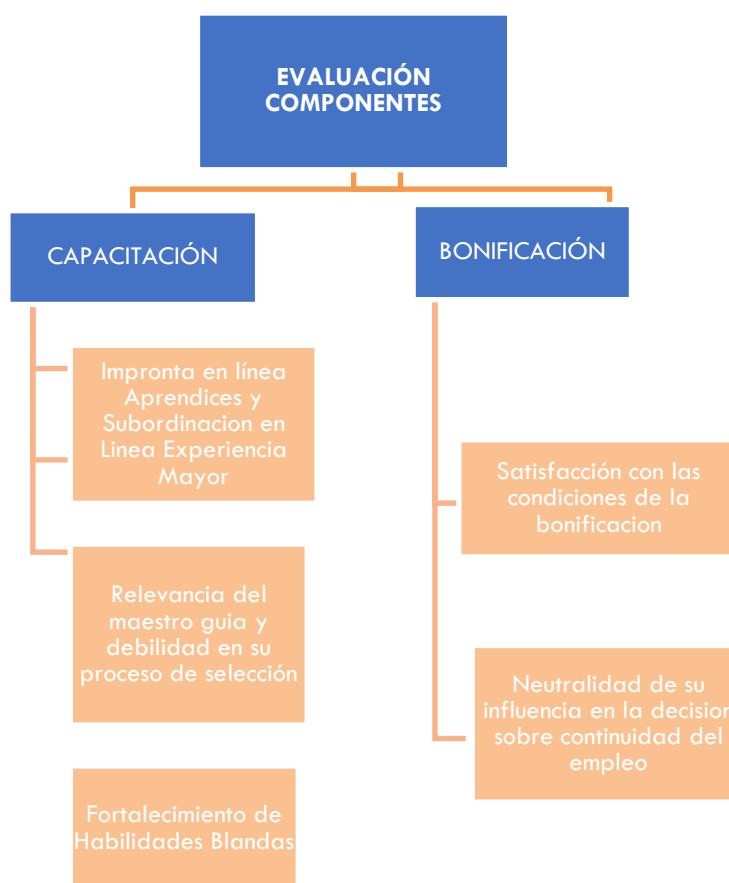 EVALUACIÓN
COMPONENTES
CAPACITACIÓN
Impronta en línea
Aprendices y
Subordinacion en
Linea Experiencia
Mayor
Relevancia del
maestro guia y
debilidad en su
proceso de selección
Fortalecimiento de
Habilidades Blandas
BONIFICACIÓN
Satisfacción con las
condiciones de la
bonificacion
Neutralidad de su
influencia en la decision
sobre continuidad del
empleo